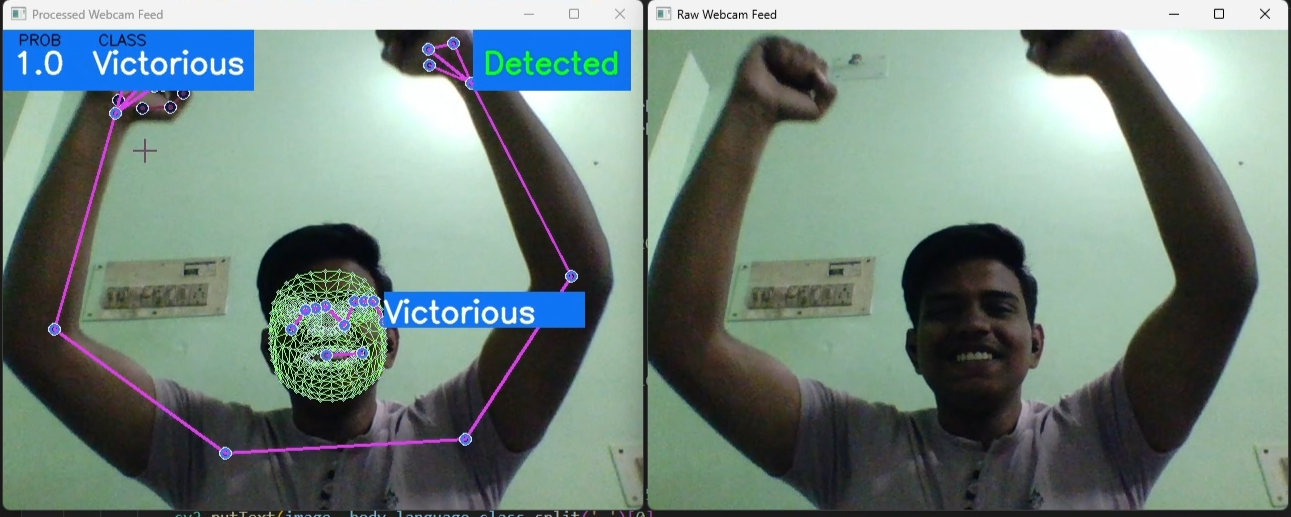 Processed Webcam Feed
Raw Webcam Feed
PROB
CLASS
1.0
Victorious
Detected
Victorious
cv2.putText(image, body_language_class.split(' ')[0]